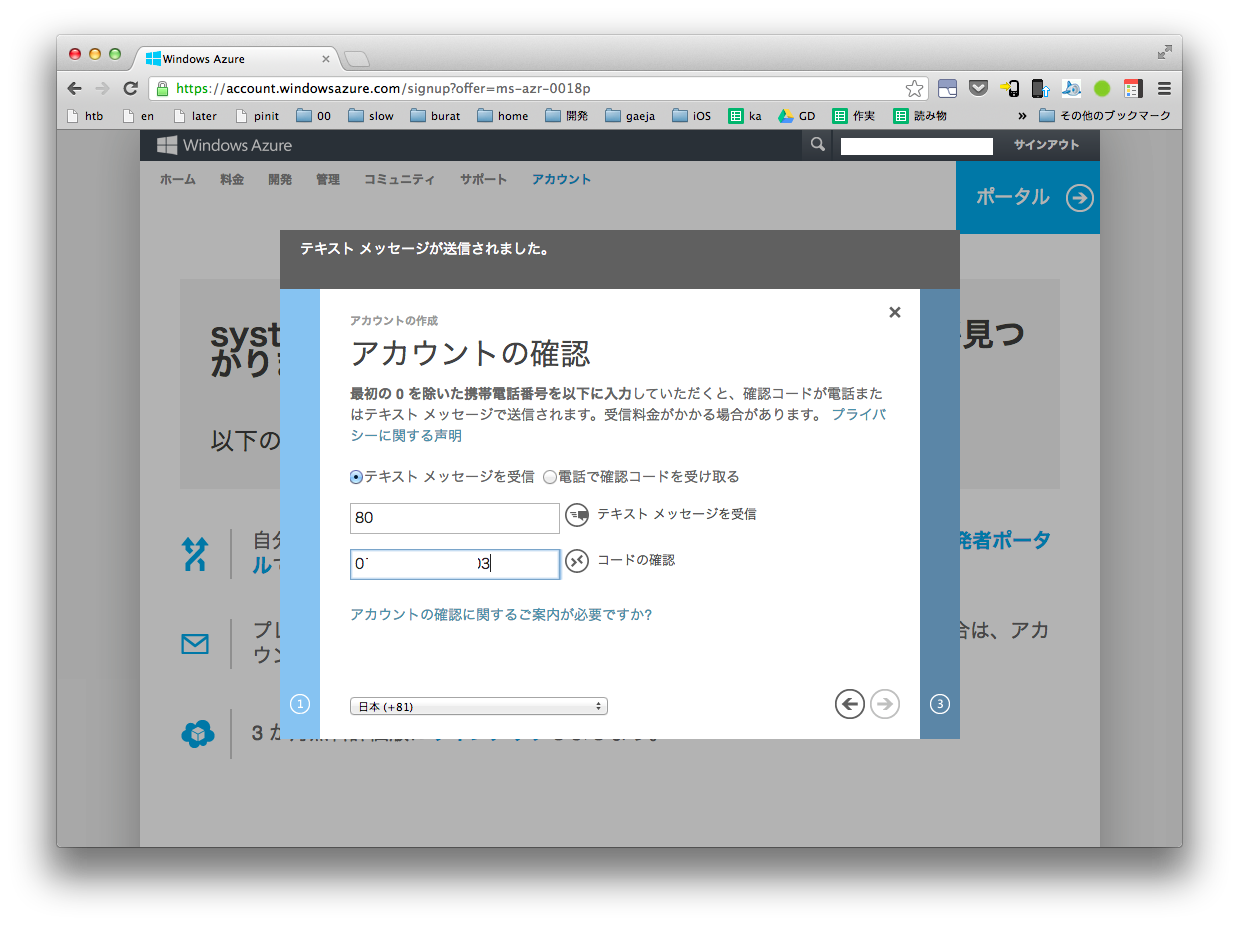 Windows Azure
https://account.windowsazure.com/signup?offer=ms-azr-0018p
htb en later pinit 00 slow burat home 開発 gaeja iOS ka GD 作実 読み物 » その他のブックマーク
Windows Azure サインアウト
ホーム 料金 開発 管理 コミュニティ サポート アカウント
ポータル
テキスト メッセージが送信されました。
アカウントの作成
アカウントの確認
最初の 0 を除いた携帯電話番号を以下に入力していただくと、確認コードが電話また
はテキスト メッセージで送信されます。受信料金がかかる場合があります。 プライバ
シーに関する声明
テキスト メッセージを受信 電話で確認コードを受け取る
80 テキスト メッセージを受信
0 03 コードの確認
アカウントの確認に関するご案内が必要ですか?
日本 (+81)
1
3
syst 見つ
がり
以下の
自分 発者ポータ
ル
プレ 合は、アカ
ウン
3 か